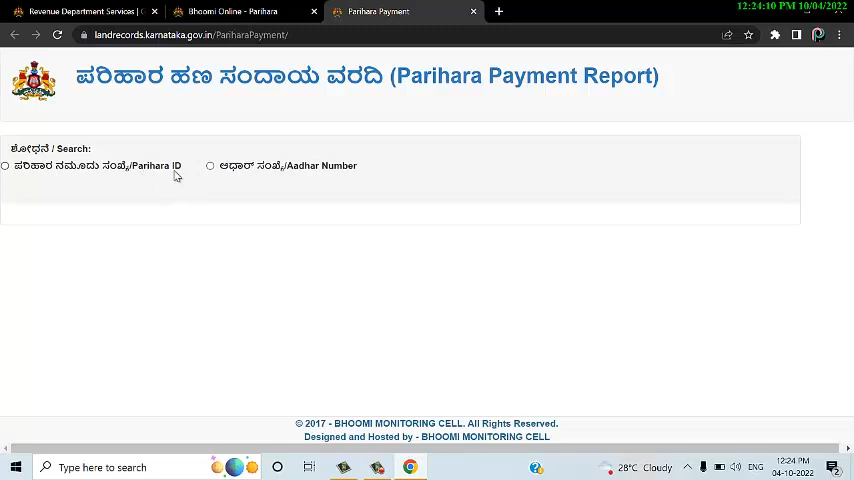 12:24:10 PM 10/04/2022
Revenue Department Services | G
Bhoomi Online - Parihara
Parihara Payment
landrecords.karnataka.gov.in/PariharaPayment/
ಪರಿಹಾರ ಹಣ ಸಂದಾಯ ವರದಿ (Parihara Payment Report)
ಶೋಧನೆ / Search:
ಪರಿಹಾರ ನಮೂದು ಸಂಖ್ಯೆ/Parihara ID
ಆಧಾರ್ ಸಂಖ್ಯೆ/Aadhar Number
© 2017 - BHOOMI MONITORING CELL. All Rights Reserved.
Designed and Hosted by - BHOOMI MONITORING CELL
Type here to search
28°C Cloudy
ENG
12:24 PM
04-10-2022
2